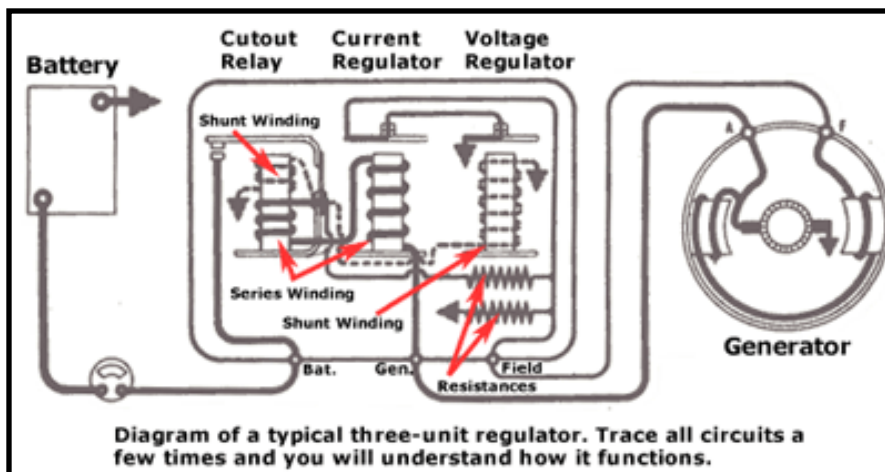 Cutout
Relay
Current
Regulator
Voltage
Regulator
Battery
Shunt Winding
A
F
Series Winding
Shunt Winding
Generator
Bat.
Gen.
Field
Resistances
Diagram of a typical three-unit regulator. Trace all circuits a
few times and you will understand how it functions.